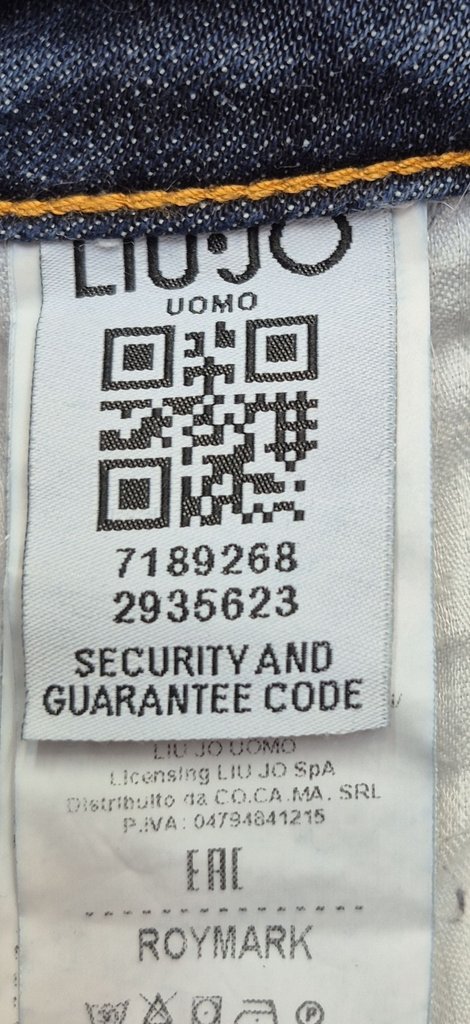 LIU·JO
UOMO
7189268
2935623
SECURITY AND
GUARANTEE CODE
LIU JO UOMO
Licensing LIU JO SpA
Distribuito da CO.CA.MA. SRL
P.IVA: 04794841215
EAC
ROYMARK